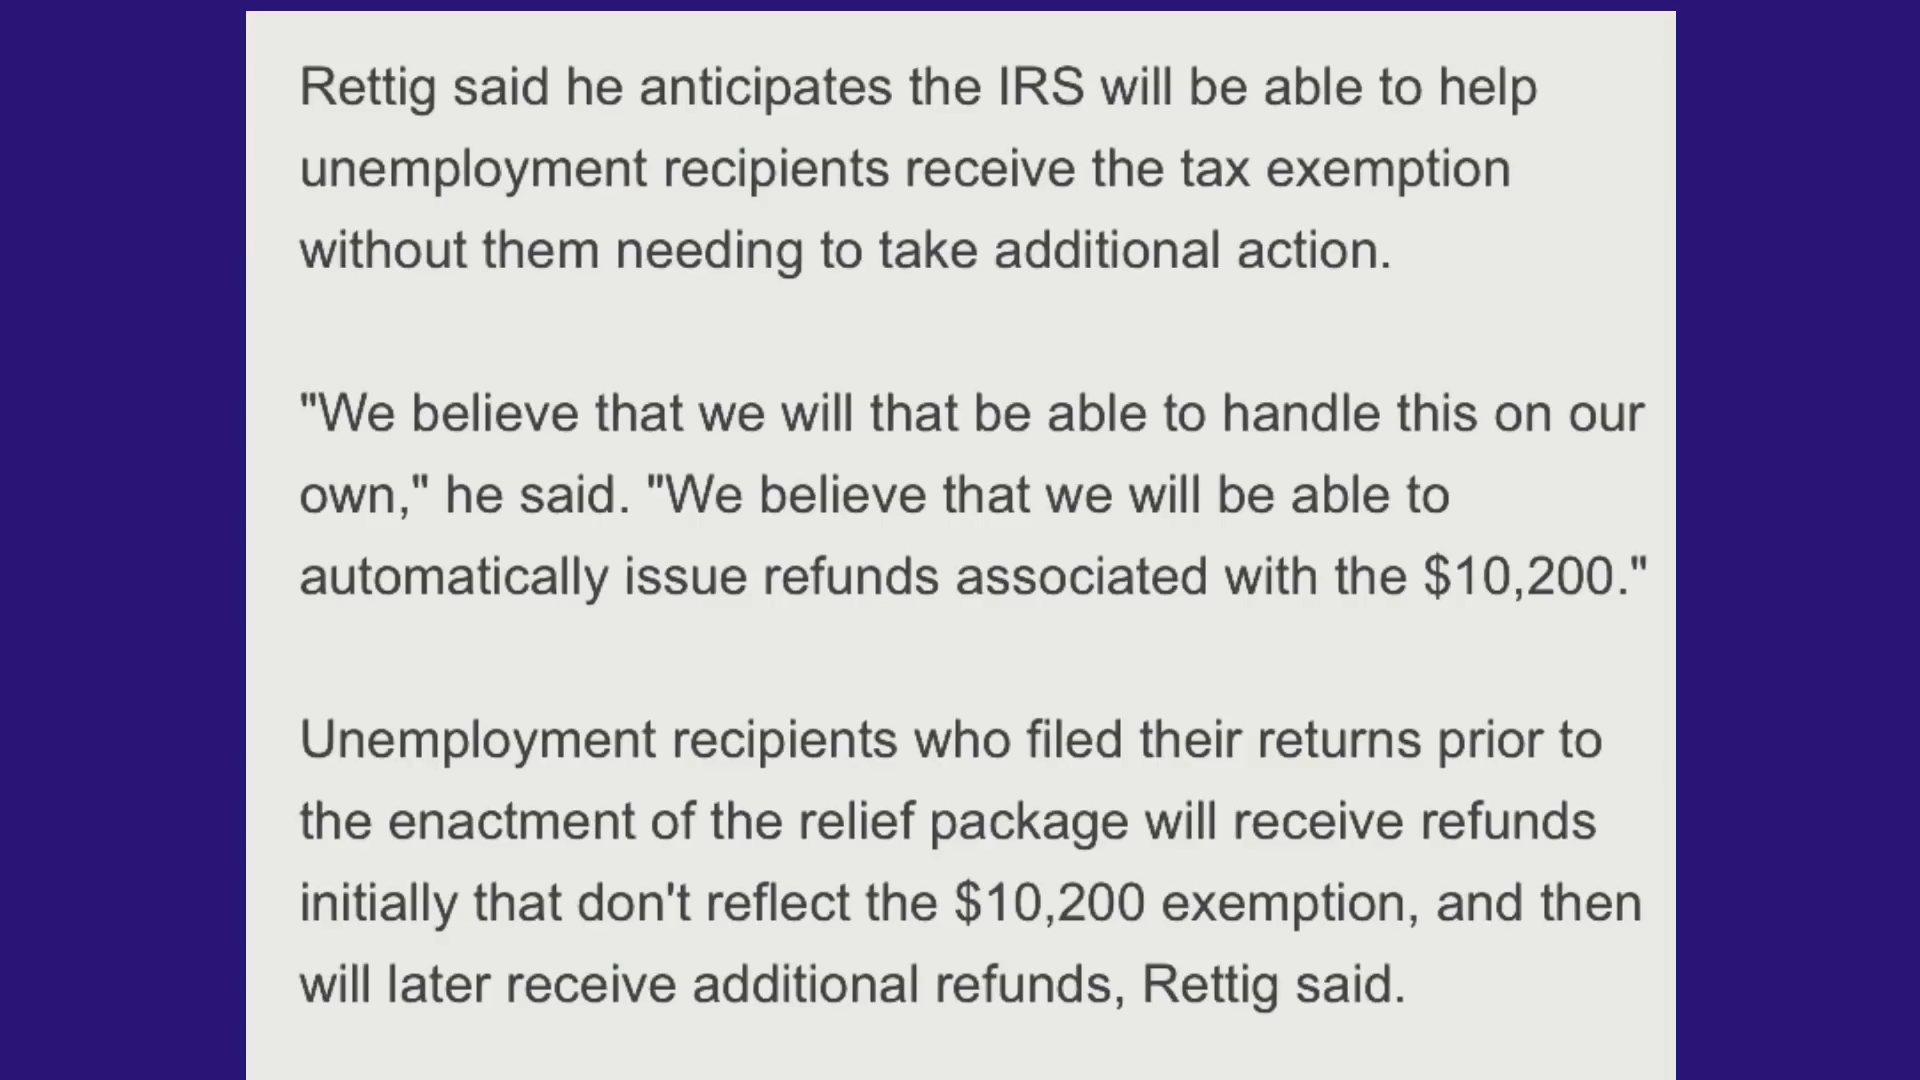 Rettig said he anticipates the IRS will be able to help
unemployment recipients receive the tax exemption
without them needing to take additional action.
"We believe that we will that be able to handle this on our
own," he said. "We believe that we will be able to
automatically issue refunds associated with the $10,200."
Unemployment recipients who filed their returns prior to
the enactment of the relief package will receive refunds
initially that don't reflect the $10,200 exemption, and then
will later receive additional refunds, Rettig said.